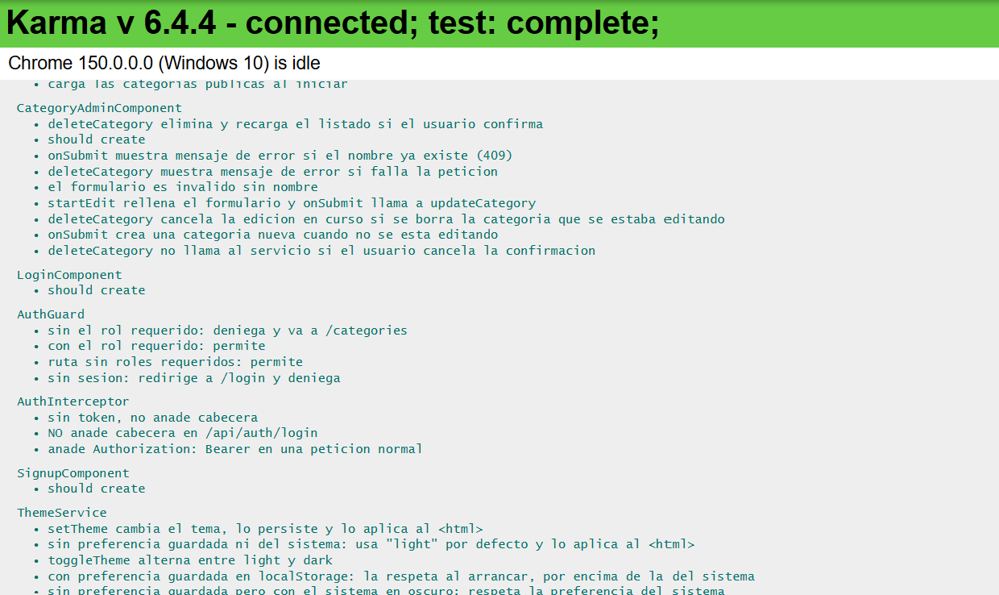 Karma v 6.4.4 - connected; test: complete;
Chrome 150.0.0.0 (Windows 10) is idle
• carga las categorias publicas al iniciar
CategoryAdminComponent
• deleteCategory elimina y recarga el listado si el usuario confirma
• should create
• onSubmit muestra mensaje de error si el nombre ya existe (409)
• deleteCategory muestra mensaje de error si falla la peticion
• el formulario es invalido sin nombre
• startEdit rellena el formulario y onSubmit llama a updateCategory
• deleteCategory cancela la edicion en curso si se borra la categoria que se estaba editando
• onSubmit crea una categoria nueva cuando no se esta editando
• deleteCategory no llama al servicio si el usuario cancela la confirmacion
LoginComponent
• should create
AuthGuard
• sin el rol requerido: deniega y va a /categories
• con el rol requerido: permite
• ruta sin roles requeridos: permite
• sin sesion: redirige a /login y deniega
AuthInterceptor
• sin token, no anade cabecera
• NO anade cabecera en /api/auth/login
• anade Authorization: Bearer en una peticion normal
SignupComponent
• should create
ThemeService
• setTheme cambia el tema, lo persiste y lo aplica al <html>
• sin preferencia guardada ni del sistema: usa "light" por defecto y lo aplica al <html>
• toggleTheme alterna entre light y dark
• con preferencia guardada en localStorage: la respeta al arrancar, por encima de la del sistema
• sin preferencia guardada pero con el sistema en oscuro: respeta la preferencia del sistema